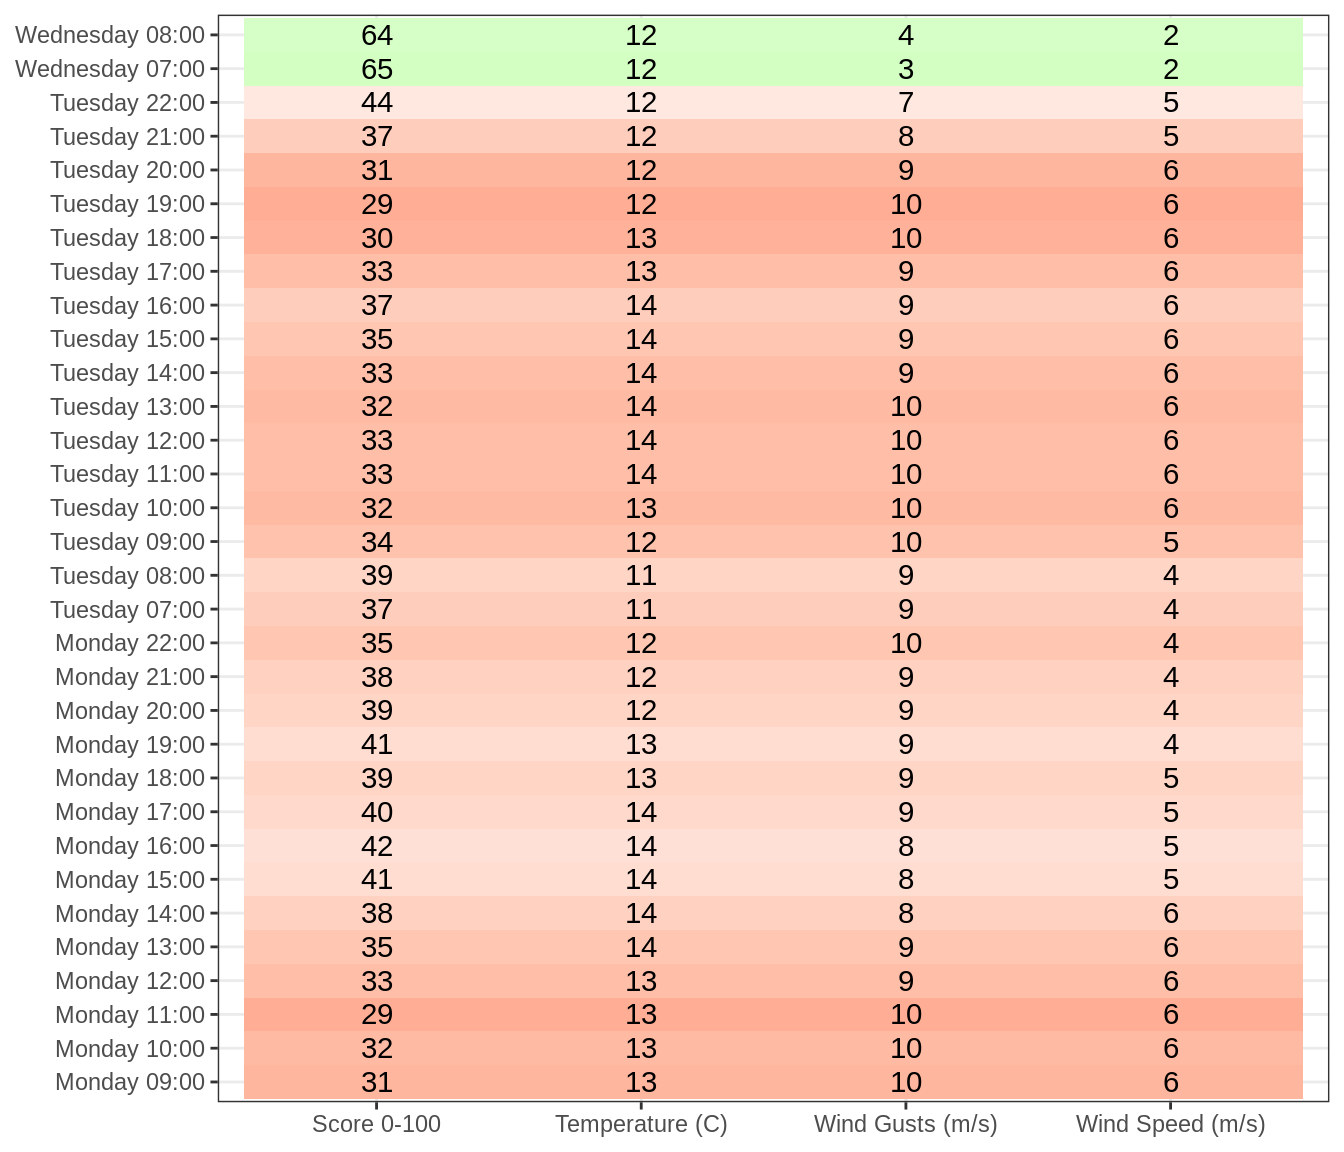 Wednesday 08:00 64 12 4 2
Wednesday 07:00 65 12 3 2
Tuesday 22:00 44 12 7 5
Tuesday 21:00 37 12 8 5
Tuesday 20:00 31 12 9 6
Tuesday 19:00 29 12 10 6
Tuesday 18:00 30 13 10 6
Tuesday 17:00 33 13 9 6
Tuesday 16:00 37 14 9 6
Tuesday 15:00 35 14 9 6
Tuesday 14:00 33 14 9 6
Tuesday 13:00 32 14 10 6
Tuesday 12:00 33 14 10 6
Tuesday 11:00 33 14 10 6
Tuesday 10:00 32 13 10 6
Tuesday 09:00 34 12 10 5
Tuesday 08:00 39 11 9 4
Tuesday 07:00 37 11 9 4
Monday 22:00 35 12 10 4
Monday 21:00 38 12 9 4
Monday 20:00 39 12 9 4
Monday 19:00 41 13 9 4
Monday 18:00 39 13 9 5
Monday 17:00 40 14 9 5
Monday 16:00 42 14 8 5
Monday 15:00 41 14 8 5
Monday 14:00 38 14 8 6
Monday 13:00 35 14 9 6
Monday 12:00 33 13 9 6
Monday 11:00 29 13 10 6
Monday 10:00 32 13 10 6
Monday 09:00 31 13 10 6
Score 0-100 Temperature (C) Wind Gusts (m/s) Wind Speed (m/s)